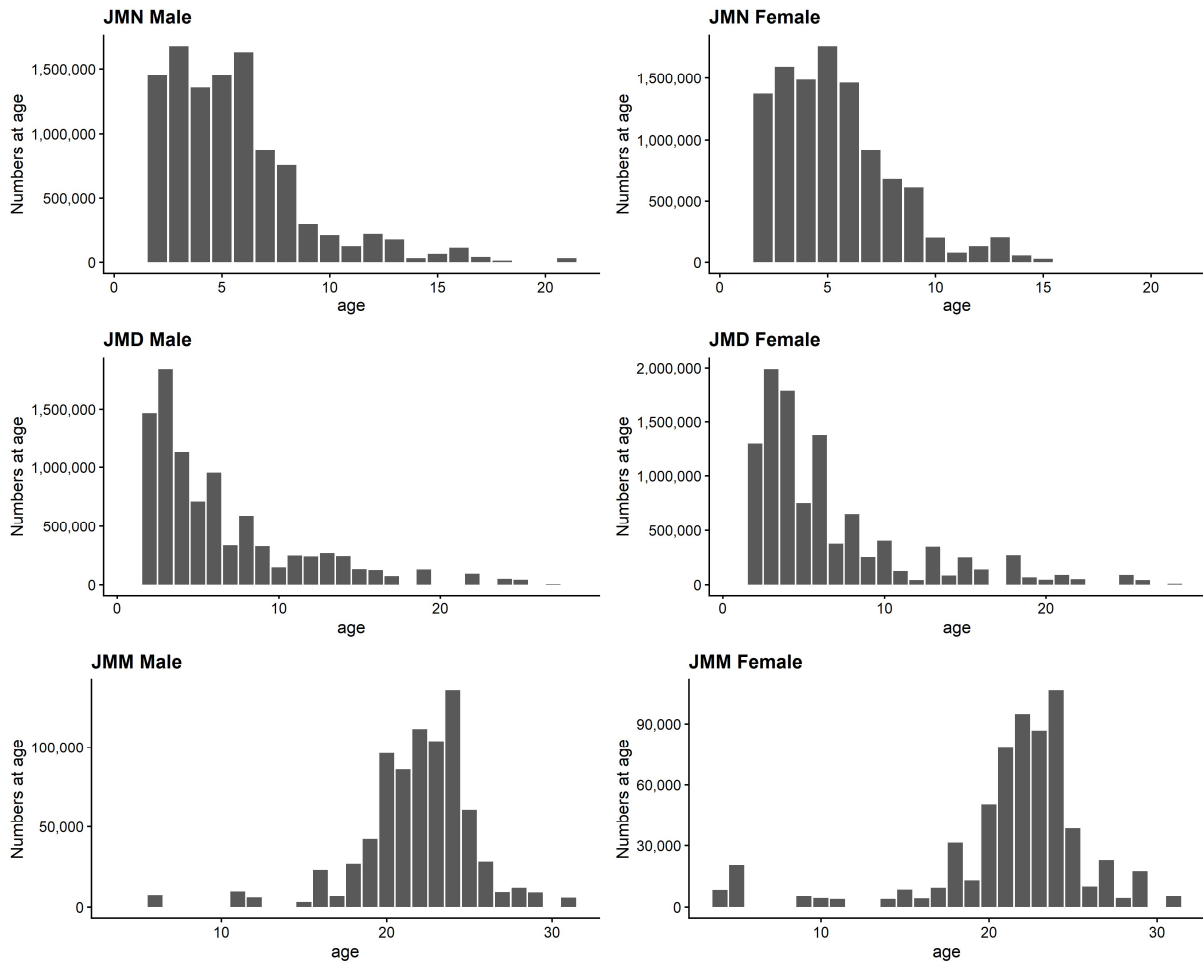 JMN Male
1,500,000
1,000,000
500,000
0
Numbers at age
0 5 10 15 20
age
JMN Female
1,500,000
1,000,000
500,000
0
Numbers at age
0 5 10 15 20
age
JMD Male
1,500,000
1,000,000
500,000
0
Numbers at age
0 10 20
age
JMD Female
2,000,000
1,500,000
1,000,000
500,000
0
Numbers at age
0 10 20
age
JMM Male
100,000
50,000
0
Numbers at age
10 20 30
age
JMM Female
90,000
60,000
30,000
0
Numbers at age
10 20 30
age